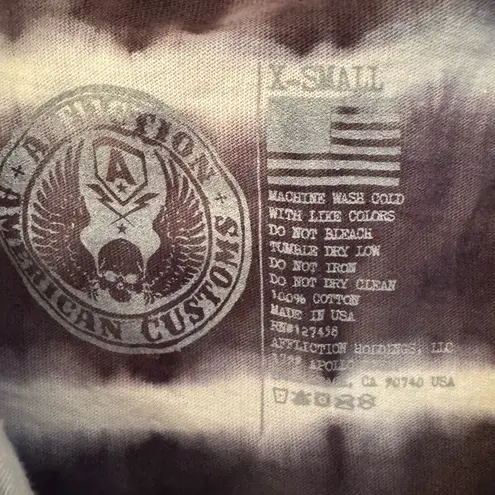 AFFLICTION
A
AMERICAN CUSTOMS
X-SMALL
MACHINE WASH COLD
WITH LIKE COLORS
DO NOT BLEACH
TUMBLE DRY LOW
DO NOT IRON
DO NOT DRY CLEAN
100% COTTON
MADE IN USA
RN#127458
AFFLICTION HOLDINGS, LLC
APOLLO
CA 90740 USA